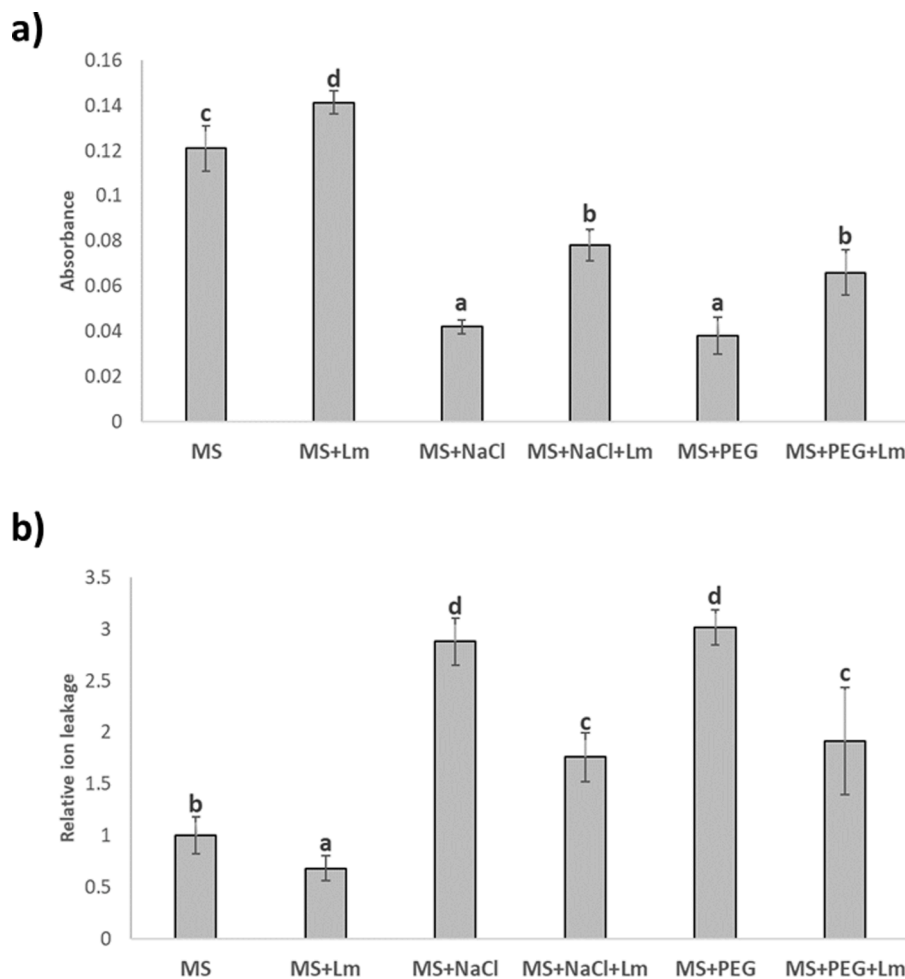 a)
0.16
0.14
0.12
0.1
0.08
0.06
0.04
0.02
0
Absorbance
c
d
a
b
a
b
MS MS+Lm MS+NaCl MS+NaCl+Lm MS+PEG MS+PEG+Lm
b)
3.5
3
2.5
2
1.5
1
0.5
0
Relative ion leakage
b
a
d
c
d
c
MS MS+Lm MS+NaCl MS+NaCl+Lm MS+PEG MS+PEG+Lm